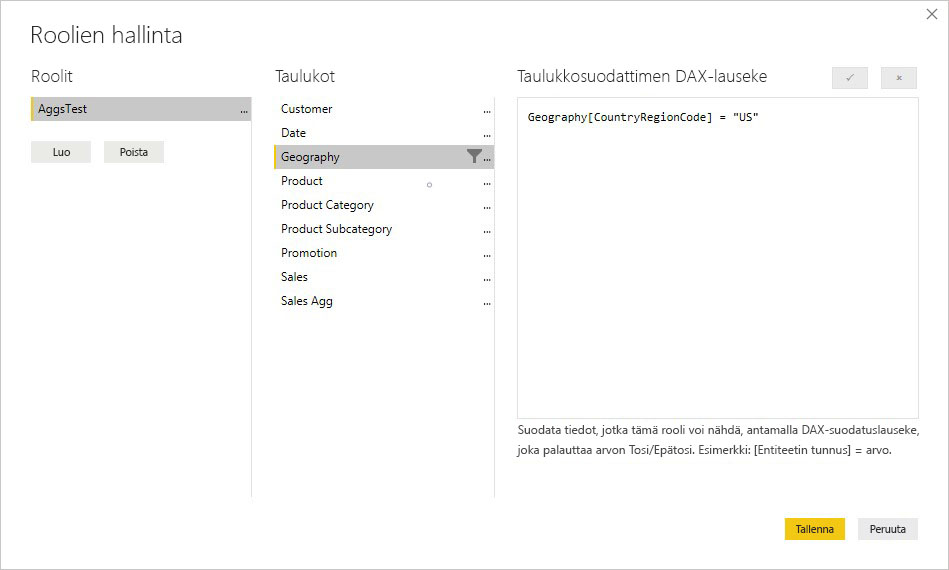 Roolien hallinta
Roolit
AggsTest
...
Luo
Poista
Taulukot
Customer ...
Date ...
Geography ...
Product ...
Product Category ...
Product Subcategory ...
Promotion ...
Sales ...
Sales Agg ...
Taulukkosuodattimen DAX-lauseke
Geography[CountryRegionCode] = "US"
Suodata tiedot, jotka tämä rooli voi nähdä, antamalla DAX-suodatuslauseke,
joka palauttaa arvon Tosi/Epätosi. Esimerkki: [Entiteetin tunnus] = arvo.
Tallenna
Peruuta